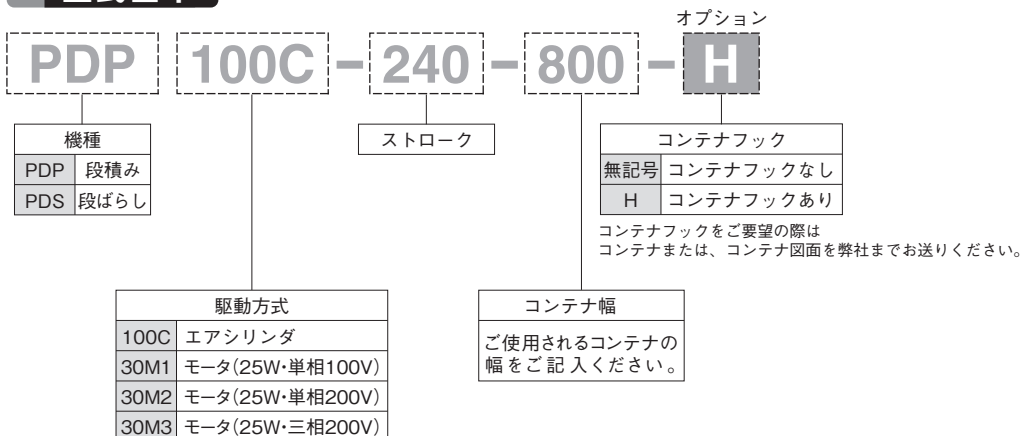 オプション
PDP 100C - 240 - 800 - H
機種
PDP 段積み
PDS 段ばらし
ストローク
コンテナフック
無記号 コンテナフックなし
H コンテナフックあり
コンテナフックをご要望の際は
コンテナまたは、コンテナ図面を弊社までお送りください。
駆動方式
100C エアシリンダ
30M1 モータ(25W・単相100V)
30M2 モータ(25W・単相200V)
30M3 モータ(25W・三相200V)
コンテナ幅
ご使用されるコンテナの
幅をご記入ください。